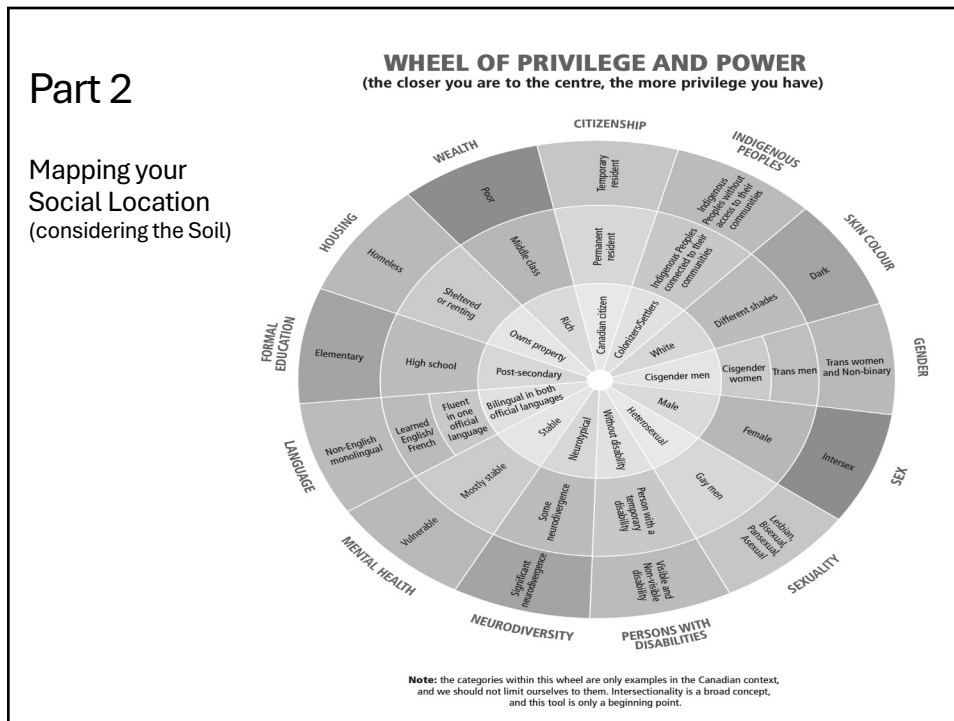 Part 2
Mapping your
Social Location
(considering the Soil)
WHEEL OF PRIVILEGE AND POWER
(the closer you are to the centre, the more privilege you have)
CITIZENSHIP
Temporary
resident
Permanent
resident
Canadian citizen
INDIGENOUS
PEOPLES
Indigenous
Peoples without
access to their
communities
Indigenous Peoples
connected to their
communities
Colonizers/Settlers
SKIN COLOUR
Dark
Different shades
White
GENDER
Trans women
and Non-binary
Trans men
Cisgender
women
Cisgender men
SEX
Intersex
Female
Male
SEXUALITY
Lesbian,
Bisexual,
Pansexual,
Asexual
Gay men
Heterosexual
PERSONS WITH
DISABILITIES
Visible and
Non-visible
disability
Person with a
temporary
disability
Without disability
NEURODIVERSITY
Significant
neurodivergence
Some
neurodivergence
Neurotypical
MENTAL HEALTH
Vulnerable
Mostly stable
Stable
LANGUAGE
Non-English
monolingual
Learned
English/
French
Fluent
in one
official
language
Bilingual in both
official languages
FORMAL
EDUCATION
Elementary
High school
Post-secondary
HOUSING
Homeless
Sheltered
or renting
Owns property
WEALTH
Poor
Middle class
Rich
Note: the categories within this wheel are only examples in the Canadian context,
and we should not limit ourselves to them. Intersectionality is a broad concept,
and this tool is only a beginning point.